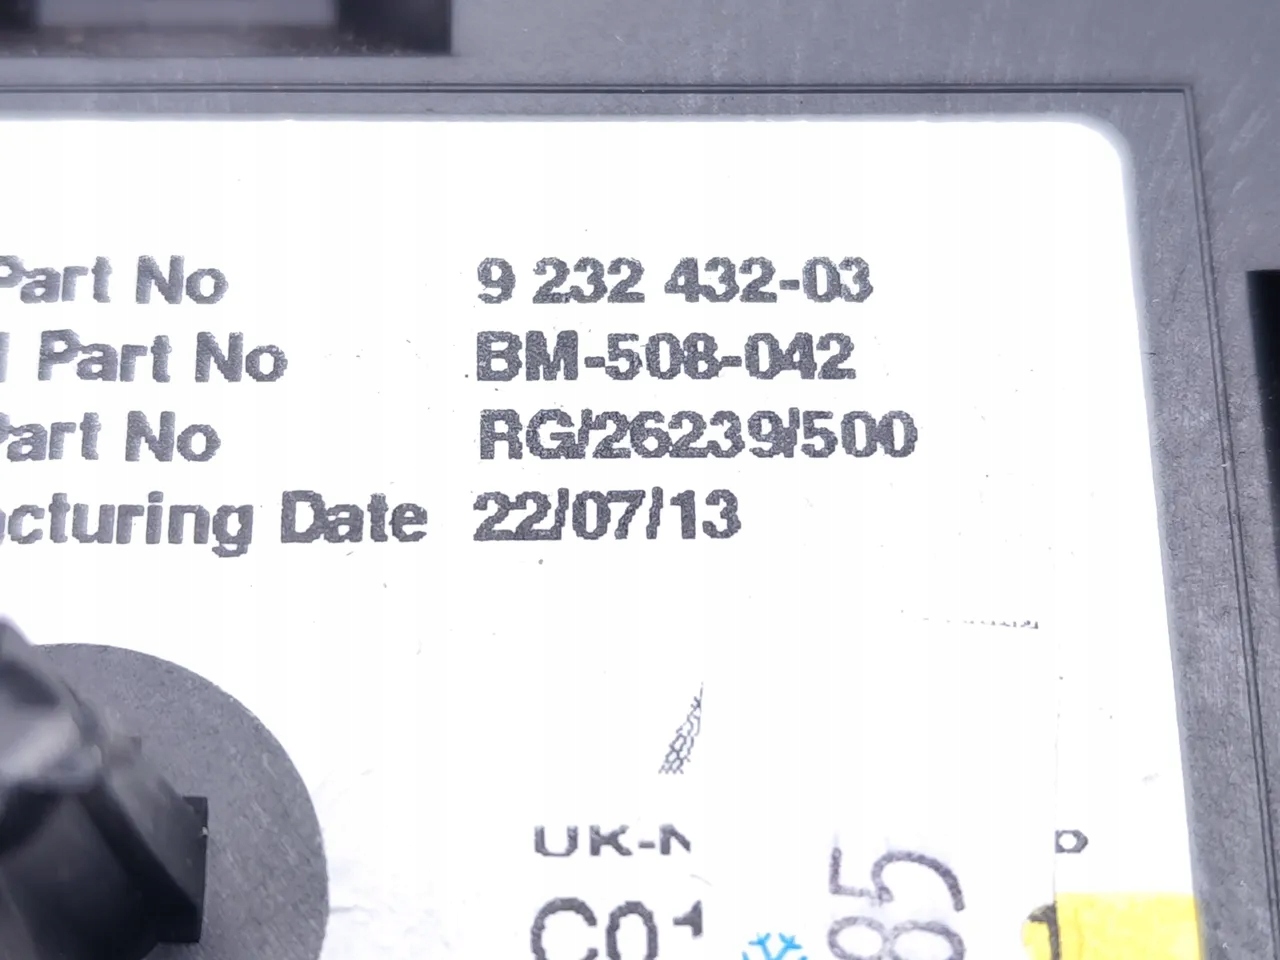 Part No 9 232 432-03
Part No BM-508-042
Part No RG/26239/500
cturing Date 22/07/13
UK-N
C01
85